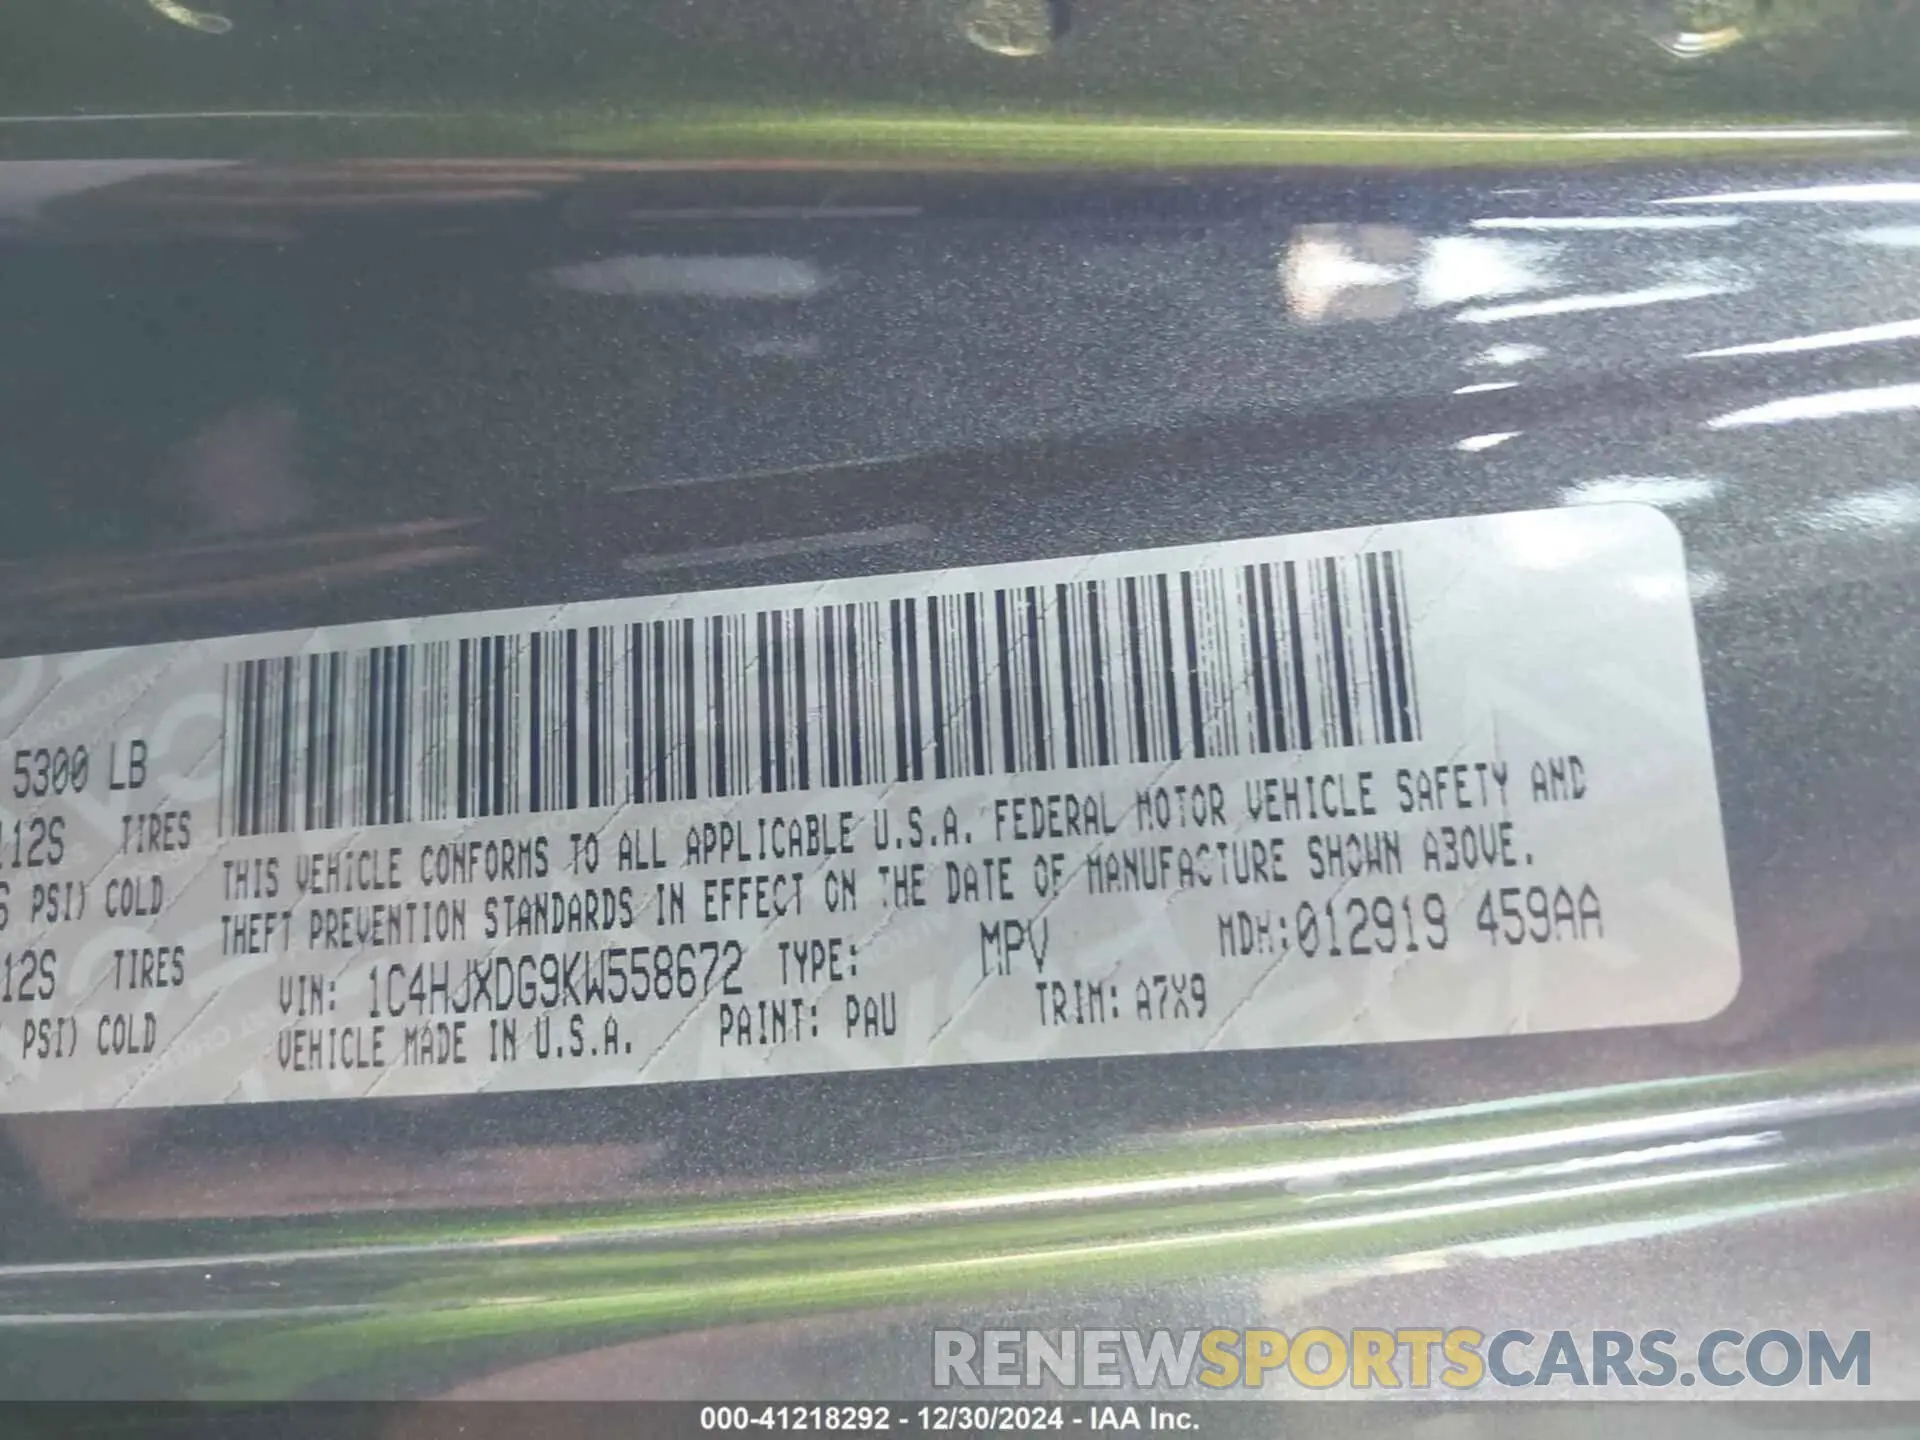 5300 LB
112S TIRES
PSI) COLD
12S TIRES
PSI) COLD
THIS VEHICLE CONFORMS TO ALL APPLICABLE U.S.A. FEDERAL MOTOR VEHICLE SAFETY AND
THEFT PREVENTION STANDARDS IN EFFECT ON THE DATE OF MANUFACTURE SHOWN ABOVE.
VIN: 1C4HJXDG9KW558672 TYPE: MPV MDH:012919 459AA
VEHICLE MADE IN U.S.A. PAINT: PAU TRIM: A7X9
RENEWSPORTSCARS.COM
000-41218292 - 12/30/2024 - IAA Inc.